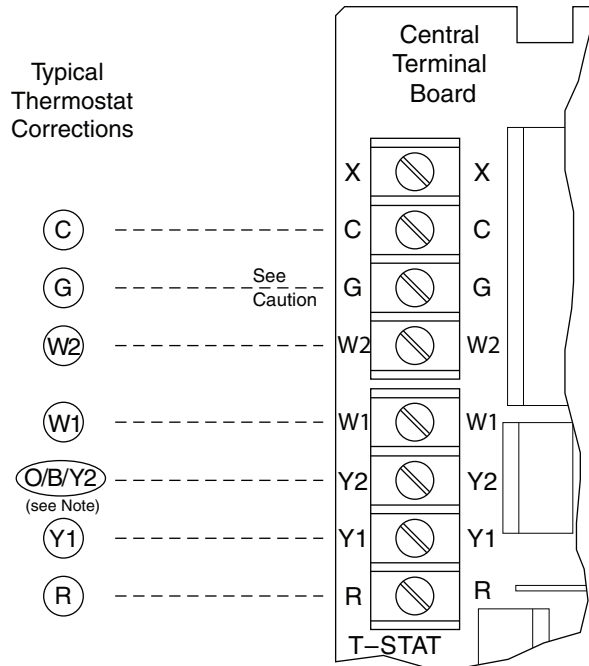 Typical
Thermostat
Corrections
Central
Terminal
Board
X X
C C C
G See Caution G G
W2 W2 W2
W1 W1 W1
O/B/Y2 Y2 Y2
(see Note)
Y1 Y1 Y1
R R R
T–STAT